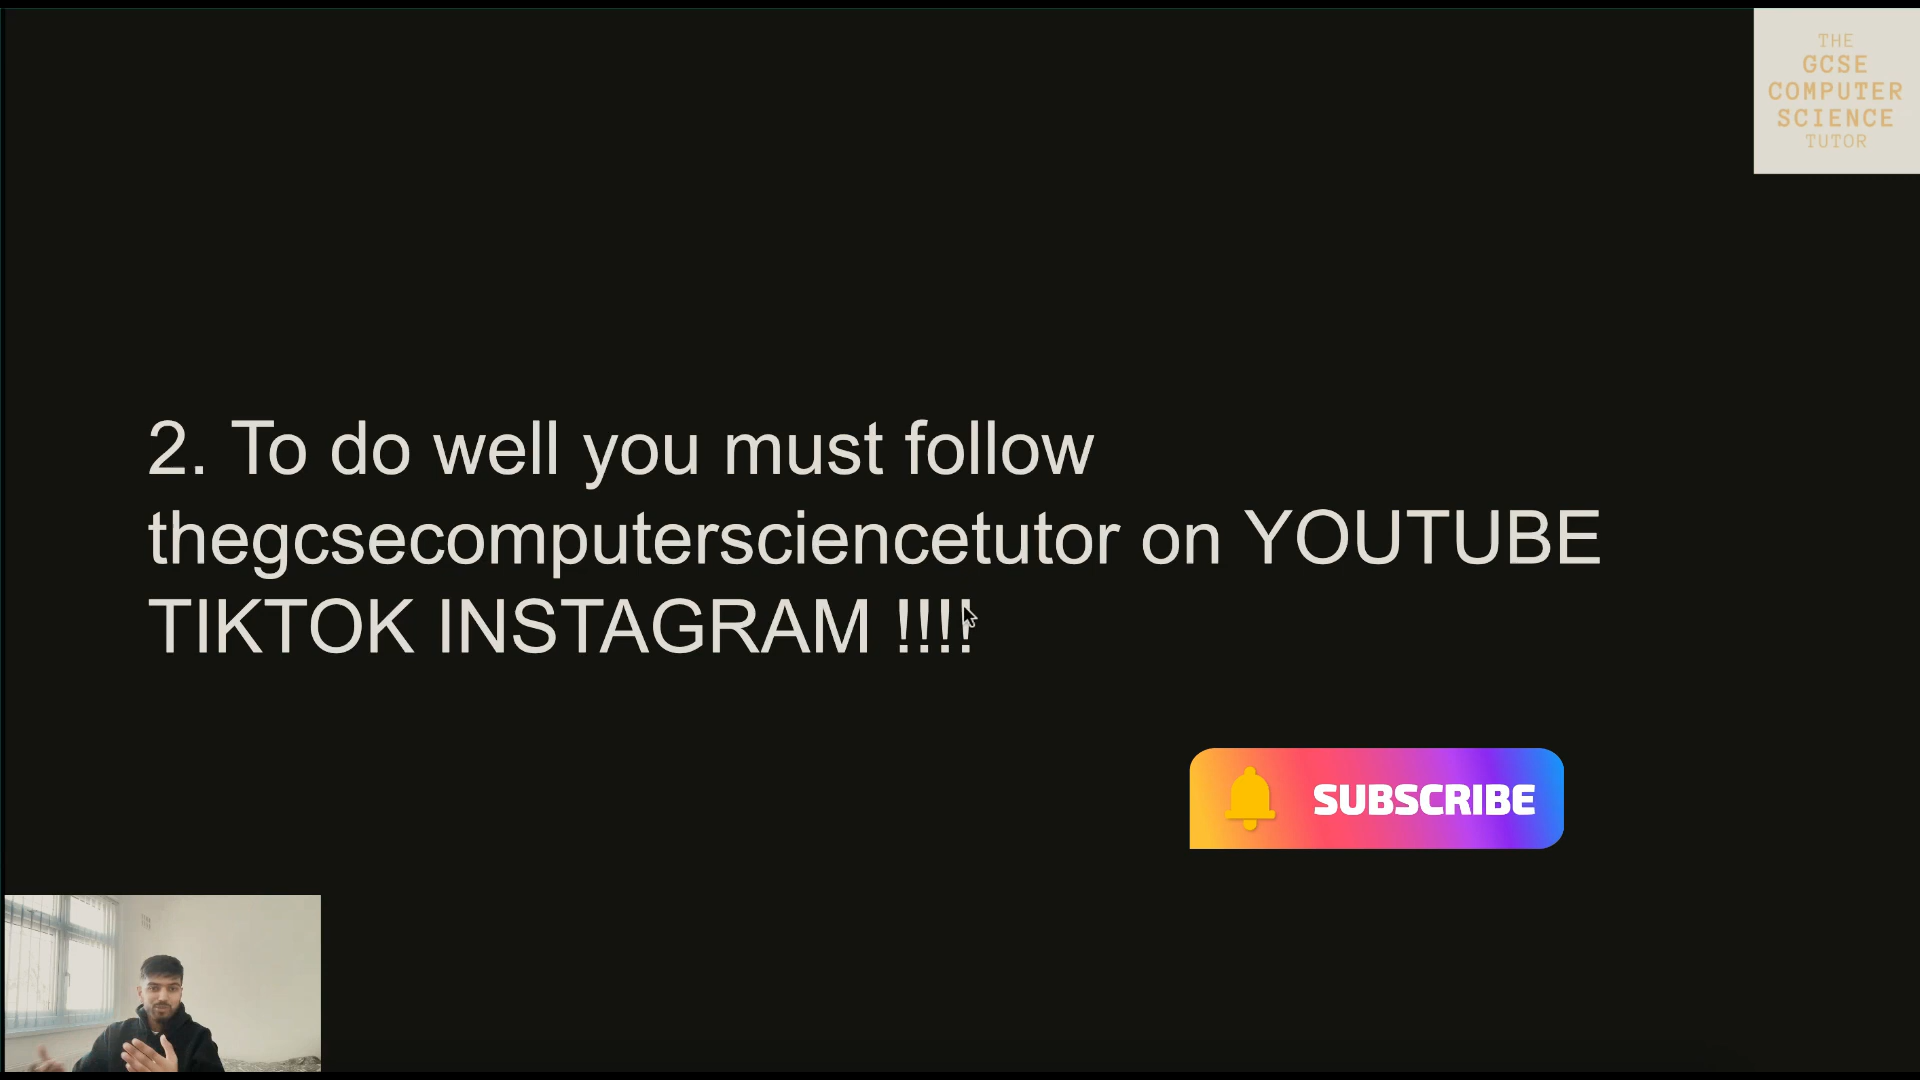 THE
GCSE
COMPUTER
SCIENCE
TUTOR
2. To do well you must follow
thegcsecomputersciencetutor on YOUTUBE
TIKTOK INSTAGRAM !!!!
SUBSCRIBE